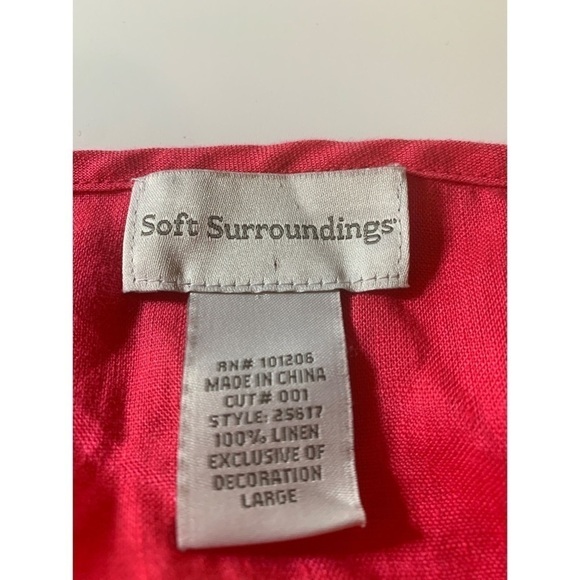 Soft Surroundings
RN# 101206
MADE IN CHINA
CUT# 001
STYLE: 25617
100% LINEN
EXCLUSIVE OF
DECORATION
LARGE